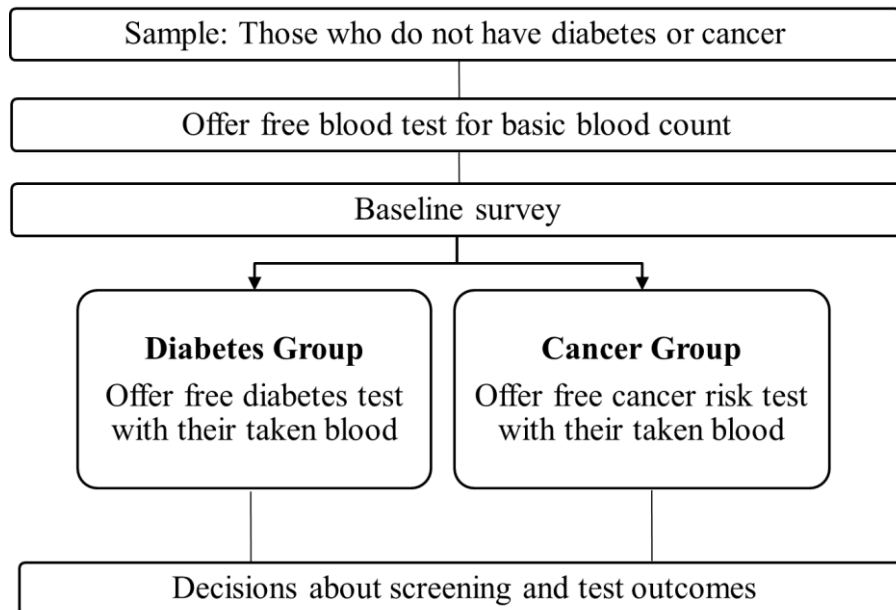 Sample: Those who do not have diabetes or cancer
Offer free blood test for basic blood count
Baseline survey
Diabetes Group
Offer free diabetes test
with their taken blood
Cancer Group
Offer free cancer risk test
with their taken blood
Decisions about screening and test outcomes